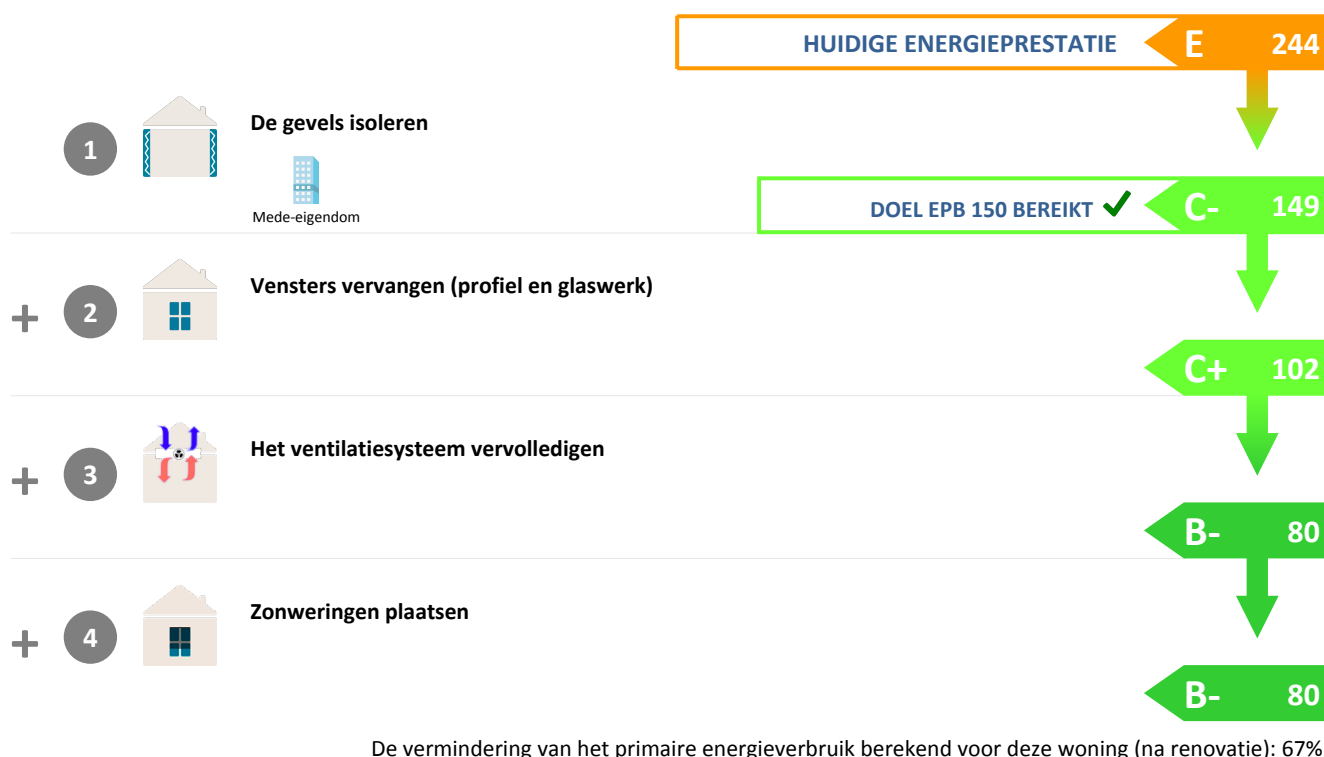 HUIDIGE ENERGIEPRESTATIE E 244
1 De gevels isoleren
Mede-eigendom
DOEL EPB 150 BEREIKT C- 149
+ 2 Vensters vervangen (profiel en glaswerk)
C+ 102
+ 3 Het ventilatiesysteem vervolledigen
B- 80
+ 4 Zonweringen plaatsen
B- 80
De vermindering van het primaire energieverbruik berekend voor deze woning (na renovatie): 67%